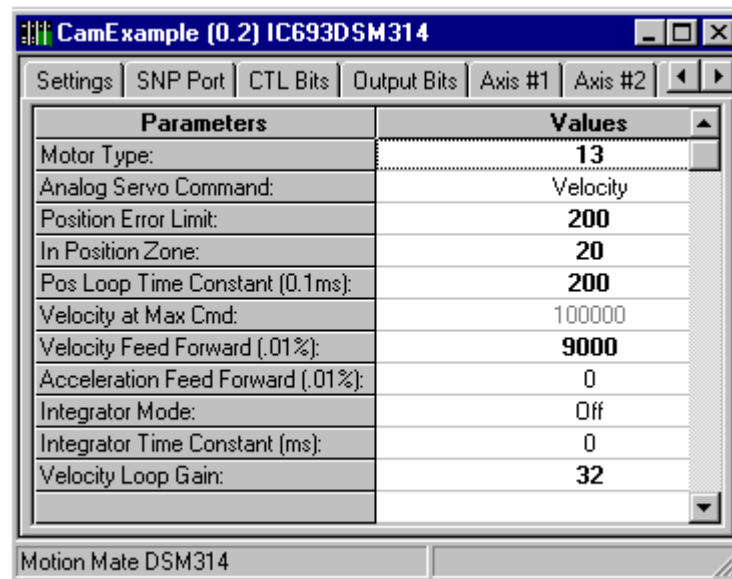 CamExample (0.2) IC693DSM314
Settings SNP Port CTL Bits Output Bits Axis #1 Axis #2
Parameters Values
Motor Type: 13
Analog Servo Command: Velocity
Position Error Limit: 200
In Position Zone: 20
Pos Loop Time Constant (0.1ms): 200
Velocity at Max Cmd: 100000
Velocity Feed Forward (.01%): 9000
Acceleration Feed Forward (.01%): 0
Integrator Mode: Off
Integrator Time Constant (ms): 0
Velocity Loop Gain: 32
Motion Mate DSM314